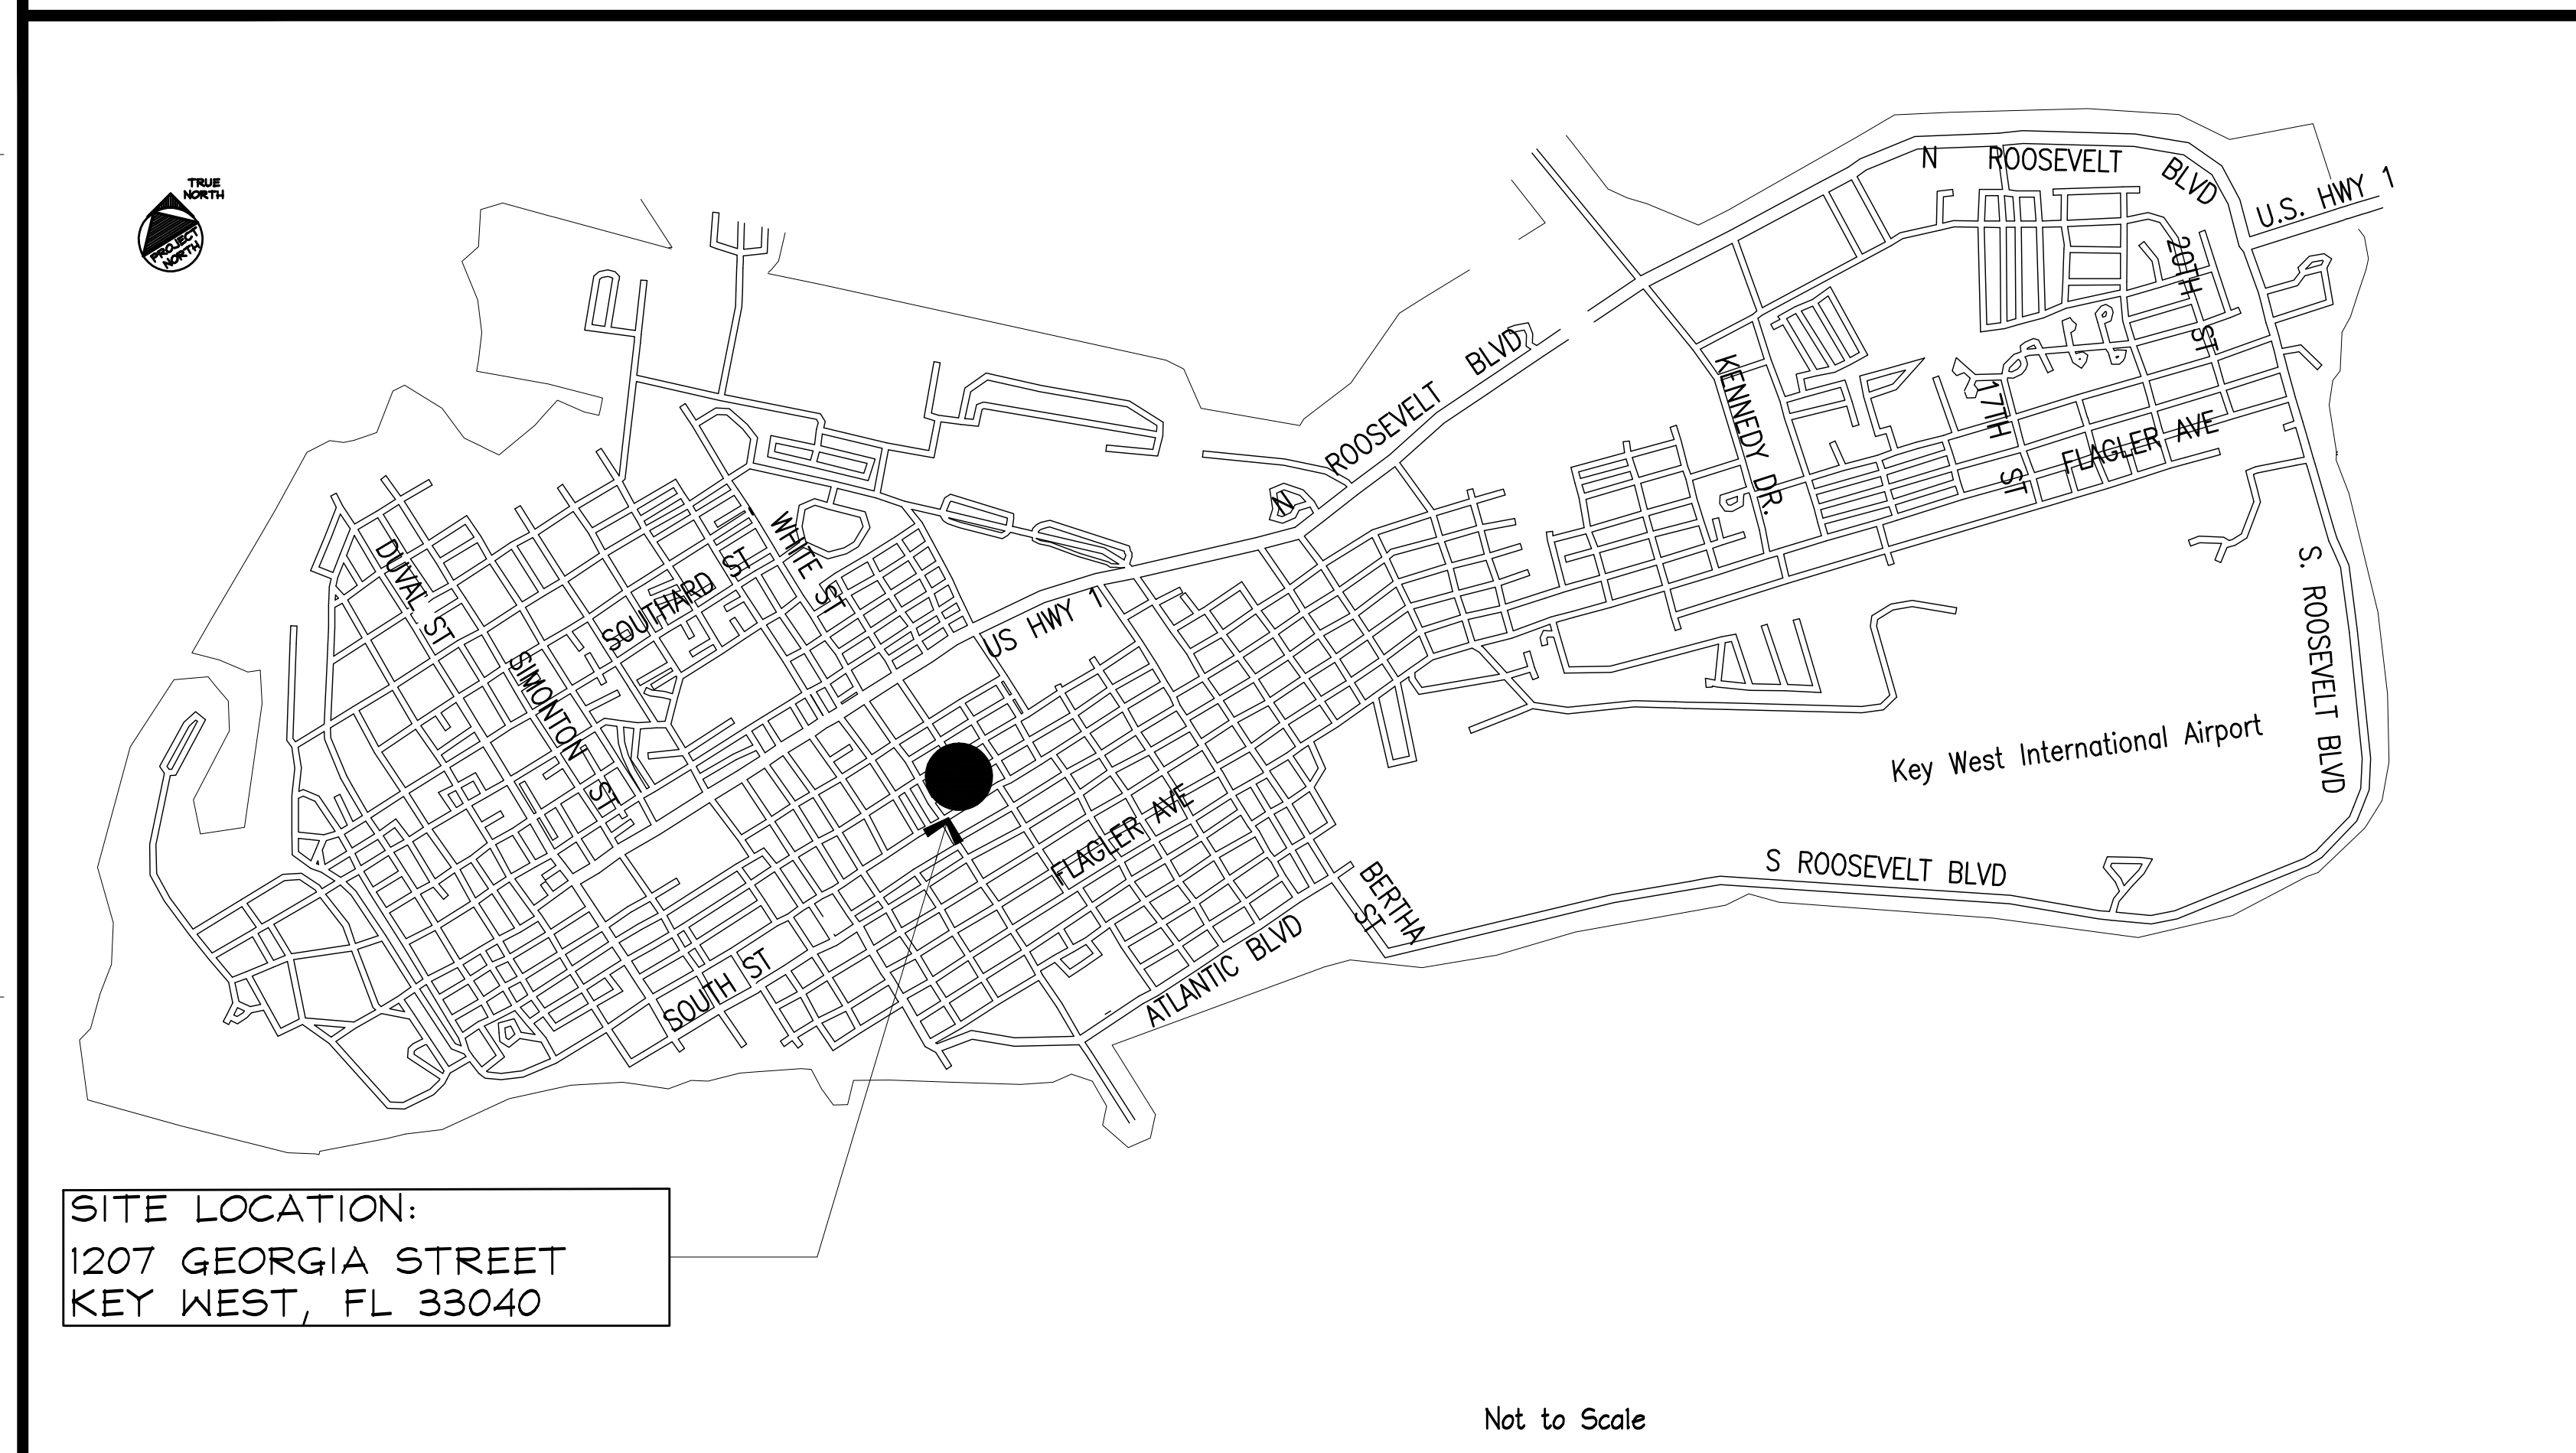 TRUE
NORTH
PROJECT
NORTH
N ROOSEVELT BLVD
U.S. HWY 1
20TH ST
N ROOSEVELT BLVD
KENNEDY DR.
17TH ST
FLAGLER AVE
WHITE ST
DUVAL ST
SOUTHARD ST
US HWY 1
SIMONTON ST
S. ROOSEVELT BLVD
Key West International Airport
FLAGLER AVE
S ROOSEVELT BLVD
BERTHA ST
ATLANTIC BLVD
SOUTH ST
SITE LOCATION:
1207 GEORGIA STREET
KEY WEST, FL 33040
Not to Scale